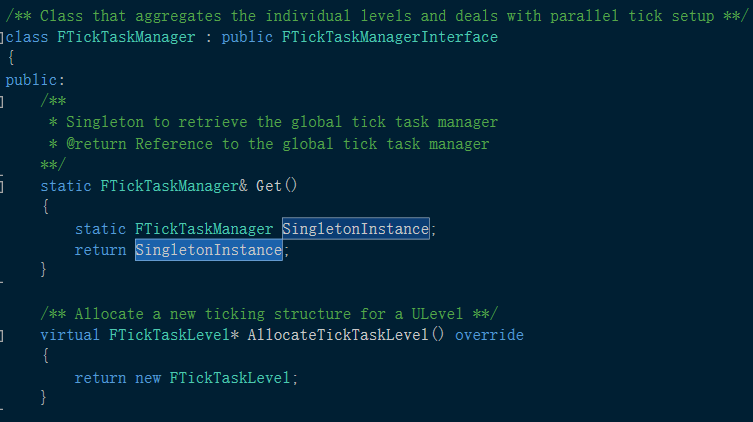 /** Class that aggregates the individual levels and deals with parallel tick setup **/
class FTickTaskManager : public FTickTaskManagerInterface
{
public:
    /**
     * Singleton to retrieve the global tick task manager
     * @return Reference to the global tick task manager
    **/
    static FTickTaskManager& Get()
    {
        static FTickTaskManager SingletonInstance;
        return SingletonInstance;
    }

    /** Allocate a new ticking structure for a ULevel **/
    virtual FTickTaskLevel* AllocateTickTaskLevel() override
    {
        return new FTickTaskLevel;
    }